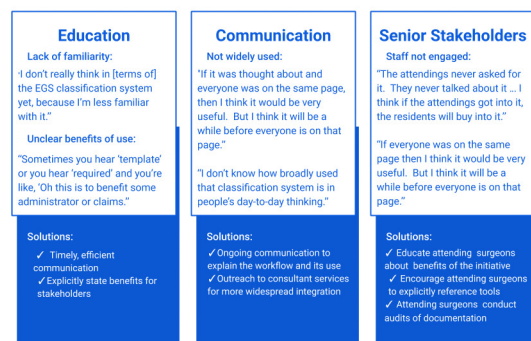 Education
Lack of familiarity:
"I don't really think in [terms of]
the EGS classification system
yet, because I'm less familiar
with it."
Unclear benefits of use:
"Sometimes you hear 'template'
or you hear 'required' and you're
like, 'Oh this is to benefit some
administrator or claims."
Solutions:
✓ Timely, efficient
communication
✓Explicitly state benefits for
stakeholders
Communication
Not widely used:
"If it was thought about and
everyone was on the same page,
then I think it would be very
useful. But I think it will be a
while before everyone is on that
page."
"I don't know how broadly used
that classification system is in
people's day-to-day thinking."
Solutions:
✓Ongoing communication to
explain the workflow and its use
✓Outreach to consultant services
for more widespread integration
Senior Stakeholders
Staff not engaged:
"The attendings never asked for
it. They never talked about it ... I
think if the attendings got into it,
the residents will buy into it."
"If everyone was on the same
page then I think it would be very
useful. But I think it will be a
while before everyone is on that
page."
Solutions:
✓ Educate attending surgeons
about benefits of the initiative
✓ Encourage attending surgeons
to explicitly reference tools
✓ Attending surgeons conduct
audits of documentation